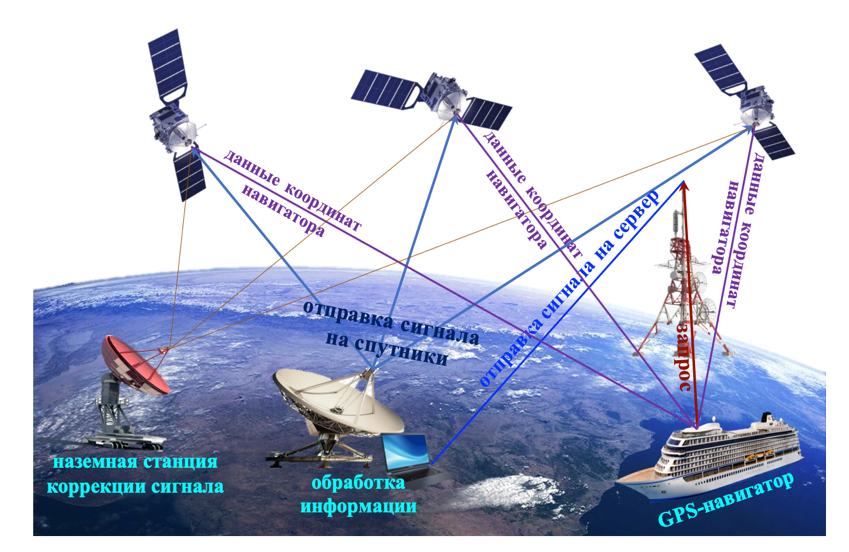 данные координат
навигатора
данные координат
навигатора
данные координат
навигатора
отправка сигнала на сервер
запрос
отправка сигнала
на спутники
наземная станция
коррекции сигнала
обработка
информации
GPS-навигатор